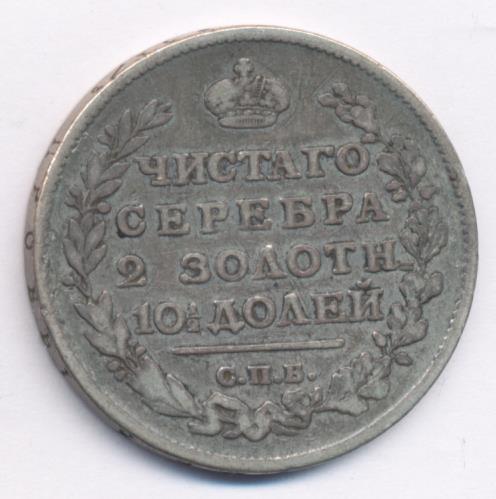 ЧИСТАГО
СЕРЕБРА
2 ЗОЛОТН.
10½ ДОЛЕЙ
С.П.Б.